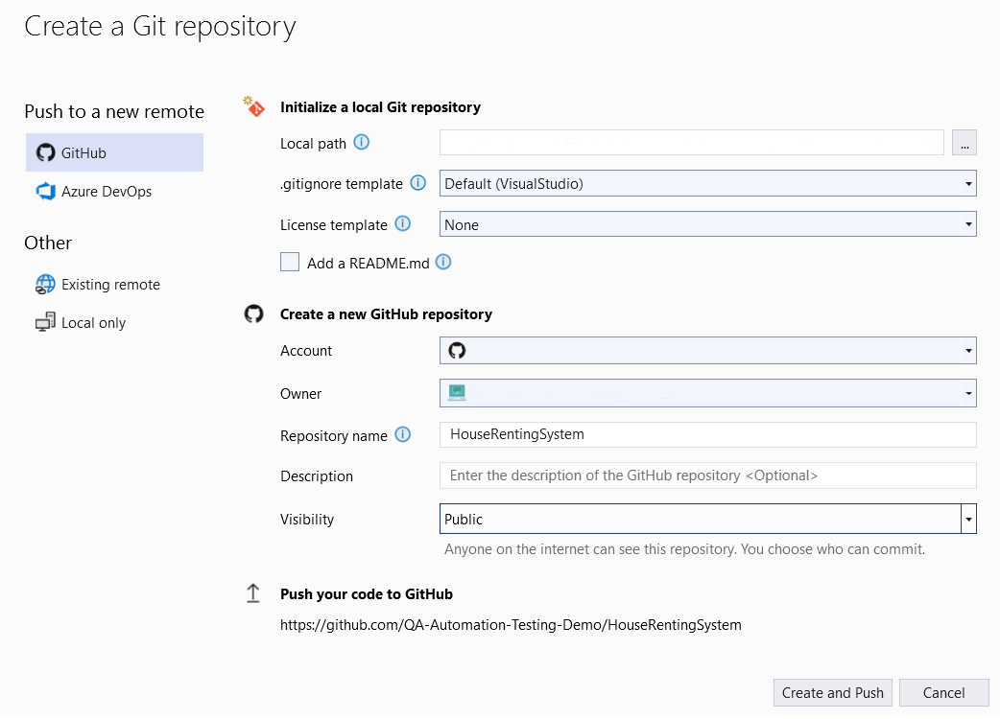 Create a Git repository
Push to a new remote
GitHub
Azure DevOps
Other
Existing remote
Local only
Initialize a local Git repository
Local path
...
.gitignore template Default (VisualStudio)
License template None
Add a README.md
Create a new GitHub repository
Account
Owner
Repository name HouseRentingSystem
Description Enter the description of the GitHub repository <Optional>
Visibility Public
Anyone on the internet can see this repository. You choose who can commit.
Push your code to GitHub
https://github.com/QA-Automation-Testing-Demo/HouseRentingSystem
Create and Push Cancel